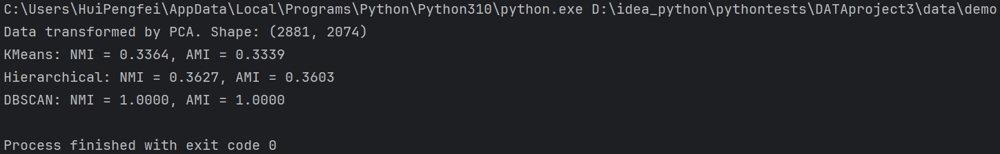 C:\Users\HuiPengfei\AppData\Local\Programs\Python\Python310\python.exe D:\idea_python\pythontests\DATAproject3\data\demo
Data transformed by PCA. Shape: (2881, 2074)
KMeans: NMI = 0.3364, AMI = 0.3339
Hierarchical: NMI = 0.3627, AMI = 0.3603
DBSCAN: NMI = 1.0000, AMI = 1.0000
Process finished with exit code 0